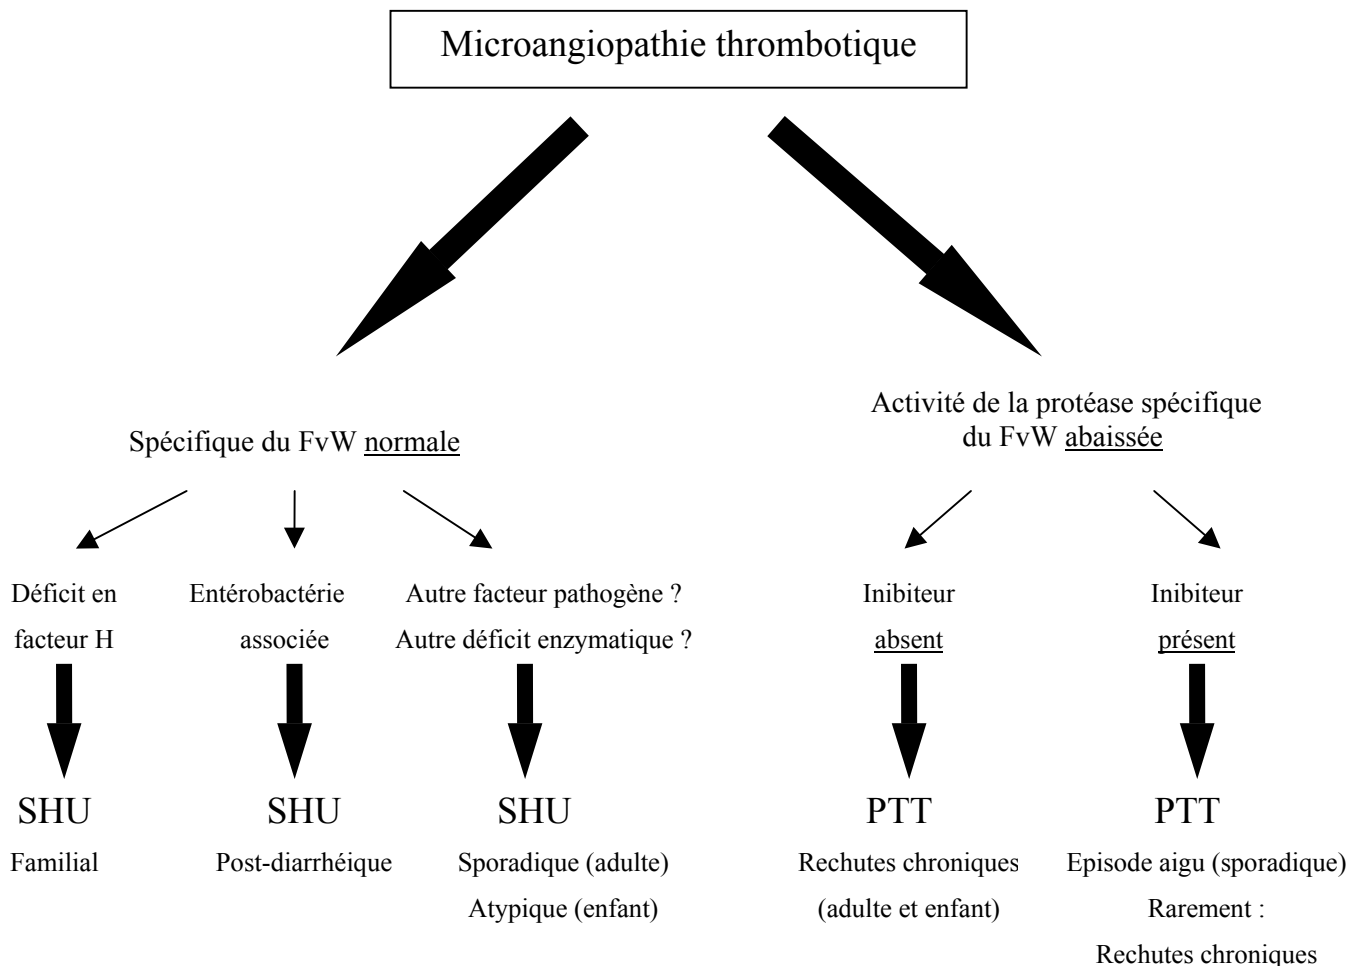 Microangiopathie thrombotique
Activité de la protéase spécifique
du FvW abaissée
Spécifique du FvW normale
Déficit en
facteur H
Entérobactérie
associée
Autre facteur pathogène ?
Autre déficit enzymatique ?
Inibiteur
absent
Inibiteur
présent
SHU
Familial
SHU
Post-diarrhéique
SHU
Sporadique (adulte)
Atypique (enfant)
PTT
Rechutes chroniques
(adulte et enfant)
PTT
Episode aigu (sporadique)
Rarement :
Rechutes chroniques